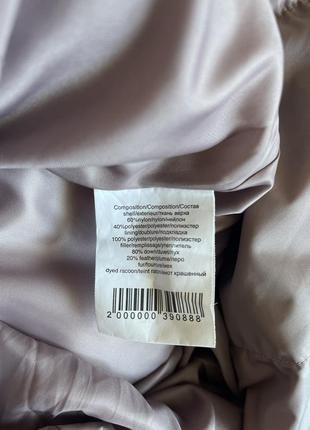 Composition/Composition/Состав
shell/exterieur/ткань верха
60%nylon/nylon/нейлон
40%polyester/polyester/полиэстер
lining/doublure/подкладка
100% polyester/polyester/полиэстер
filler/templissage/утеплитель
80% down/duvet/пух
20% feather/plume/перо
fur/fourrure/мех
dyed racoon/teint raton/енот крашенный
2 000000 390888